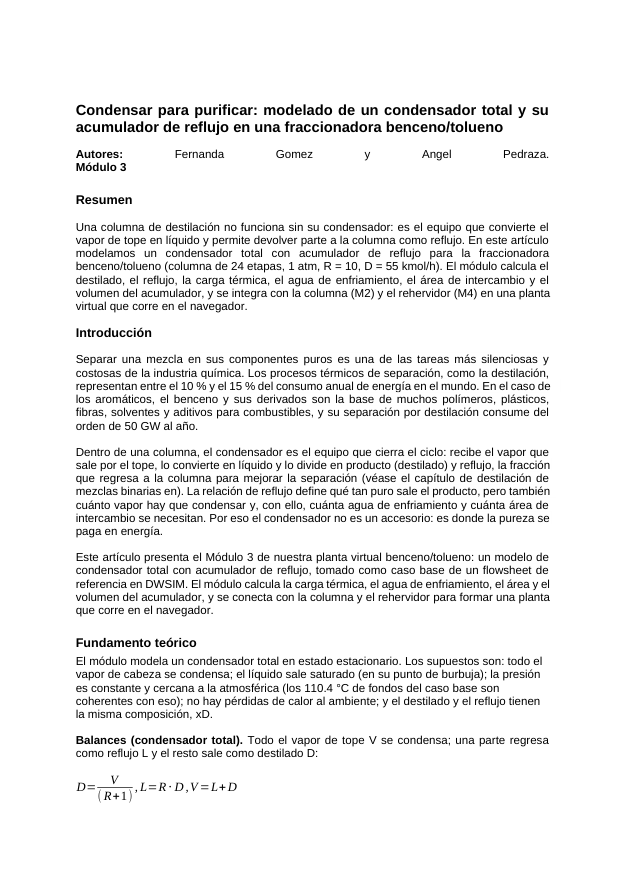 Condensar para purificar: modelado de un condensador total y su
acumulador de reflujo en una fraccionadora benceno/tolueno
Autores: Fernanda Gomez y Angel Pedraza.
Módulo 3
Resumen
Una columna de destilación no funciona sin su condensador: es el equipo que convierte el
vapor de tope en líquido y permite devolver parte a la columna como reflujo. En este artículo
modelamos un condensador total con acumulador de reflujo para la fraccionadora
benceno/tolueno (columna de 24 etapas, 1 atm, R = 10, D = 55 kmol/h). El módulo calcula el
destilado, el reflujo, la carga térmica, el agua de enfriamiento, el área de intercambio y el
volumen del acumulador, y se integra con la columna (M2) y el rehervidor (M4) en una planta
virtual que corre en el navegador.
Introducción
Separar una mezcla en sus componentes puros es una de las tareas más silenciosas y
costosas de la industria química. Los procesos térmicos de separación, como la destilación,
representan entre el 10 % y el 15 % del consumo anual de energía en el mundo. En el caso de
los aromáticos, el benceno y sus derivados son la base de muchos polímeros, plásticos,
fibras, solventes y aditivos para combustibles, y su separación por destilación consume del
orden de 50 GW al año.
Dentro de una columna, el condensador es el equipo que cierra el ciclo: recibe el vapor que
sale por el tope, lo convierte en líquido y lo divide en producto (destilado) y reflujo, la fracción
que regresa a la columna para mejorar la separación (véase el capítulo de destilación de
mezclas binarias en). La relación de reflujo define qué tan puro sale el producto, pero también
cuánto vapor hay que condensar y, con ello, cuánta agua de enfriamiento y cuánta área de
intercambio se necesitan. Por eso el condensador no es un accesorio: es donde la pureza se
paga en energía.
Este artículo presenta el Módulo 3 de nuestra planta virtual benceno/tolueno: un modelo de
condensador total con acumulador de reflujo, tomado como caso base de un flowsheet de
referencia en DWSIM. El módulo calcula la carga térmica, el agua de enfriamiento, el área y el
volumen del acumulador, y se conecta con la columna y el rehervidor para formar una planta
que corre en el navegador.
Fundamento teórico
El módulo modela un condensador total en estado estacionario. Los supuestos son: todo el
vapor de cabeza se condensa; el líquido sale saturado (en su punto de burbuja); la presión
es constante y cercana a la atmosférica (los 110.4 °C de fondos del caso base son
coherentes con eso); no hay pérdidas de calor al ambiente; y el destilado y el reflujo tienen
la misma composición, xD.
Balances (condensador total). Todo el vapor de tope V se condensa; una parte regresa
como reflujo L y el resto sale como destilado D:
D=V/(R+1), L=R·D, V=L+D